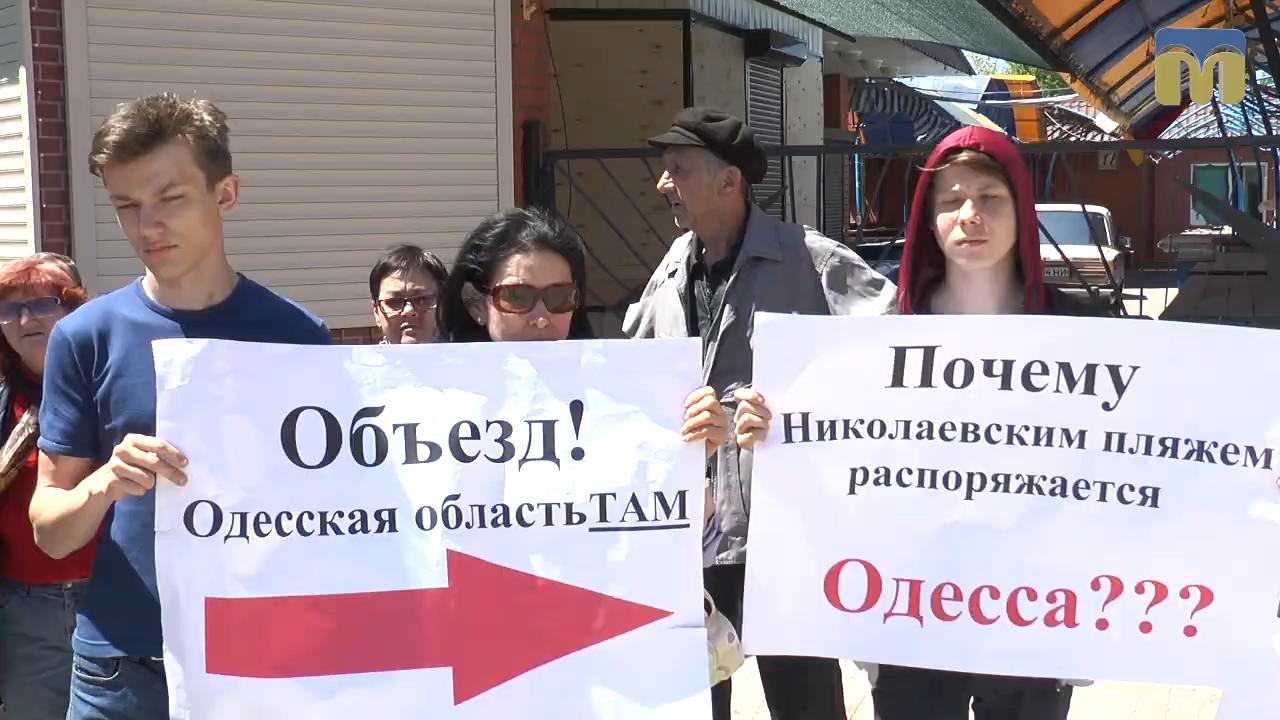 Объезд!
Одесская областьТАМ
Почему
Николаевским пляжем
распоряжается
Одесса???